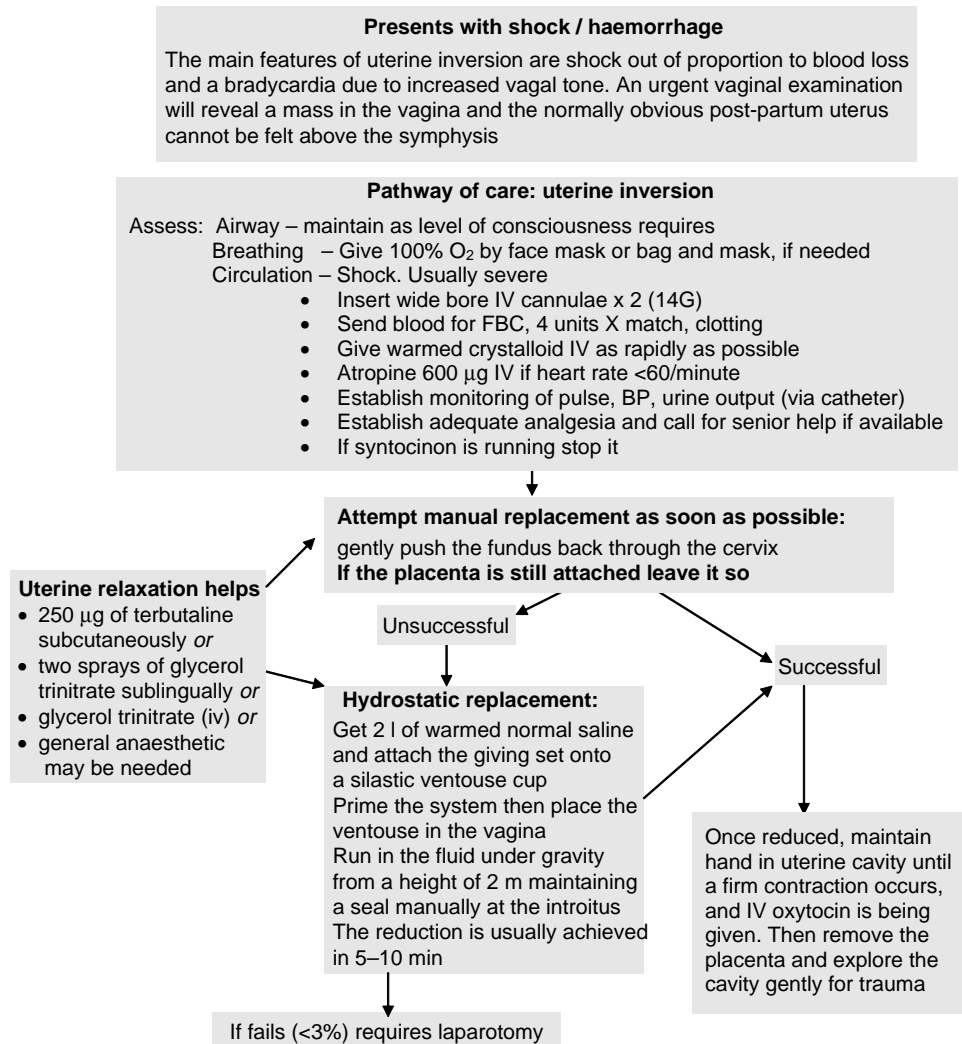 Presents with shock / haemorrhage
The main features of uterine inversion are shock out of proportion to blood loss
and a bradycardia due to increased vagal tone. An urgent vaginal examination
will reveal a mass in the vagina and the normally obvious post-partum uterus
cannot be felt above the symphysis
Pathway of care: uterine inversion
Assess: Airway – maintain as level of consciousness requires
Breathing – Give 100% O₂ by face mask or bag and mask, if needed
Circulation – Shock. Usually severe
• Insert wide bore IV cannulae x 2 (14G)
• Send blood for FBC, 4 units X match, clotting
• Give warmed crystalloid IV as rapidly as possible
• Atropine 600 μg IV if heart rate <60/minute
• Establish monitoring of pulse, BP, urine output (via catheter)
• Establish adequate analgesia and call for senior help if available
• If syntocinon is running stop it
Attempt manual replacement as soon as possible:
gently push the fundus back through the cervix
If the placenta is still attached leave it so
Uterine relaxation helps
• 250 μg of terbutaline
subcutaneously or
• two sprays of glycerol
trinitrate sublingually or
• glycerol trinitrate (iv) or
• general anaesthetic
may be needed
Unsuccessful
Successful
Hydrostatic replacement:
Get 2 l of warmed normal saline
and attach the giving set onto
a silastic ventouse cup
Prime the system then place the
ventouse in the vagina
Run in the fluid under gravity
from a height of 2 m maintaining
a seal manually at the introitus
The reduction is usually achieved
in 5–10 min
Once reduced, maintain
hand in uterine cavity until
a firm contraction occurs,
and IV oxytocin is being
given. Then remove the
placenta and explore the
cavity gently for trauma
If fails (<3%) requires laparotomy